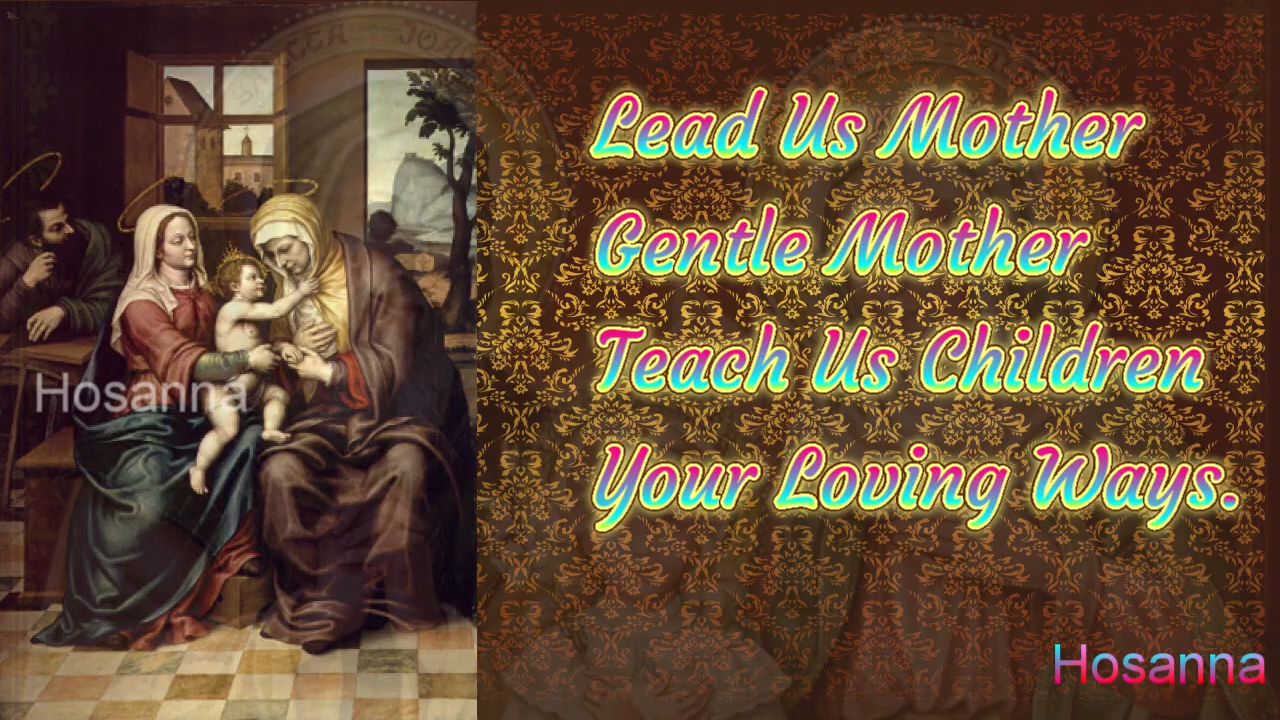 Lead Us Mother
Gentle Mother
Teach Us Children
Your Loving Ways.
Hosanna
Hosanna